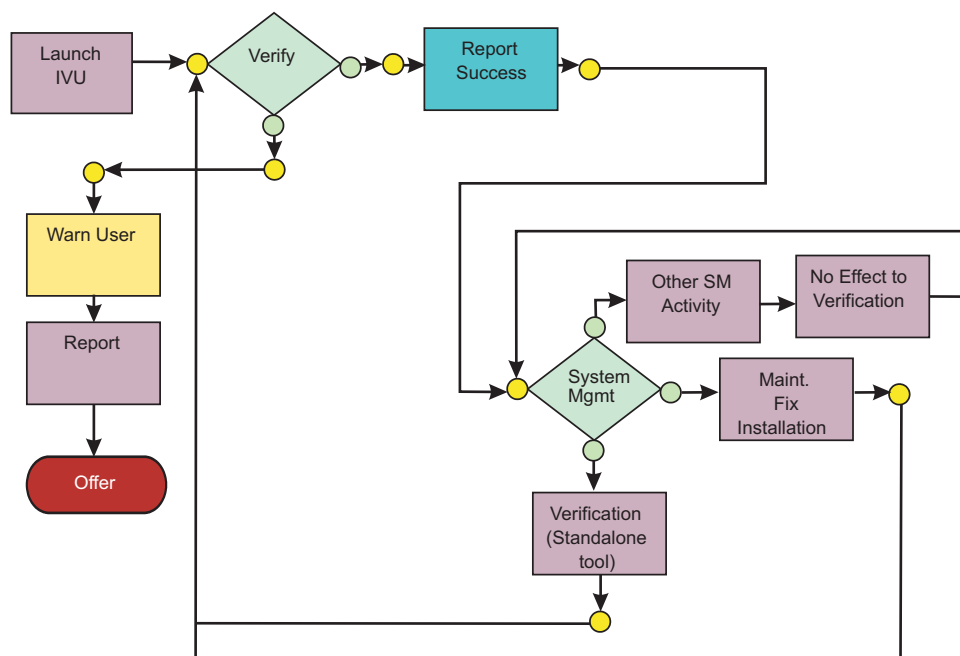 Launch
IVU
Verify
Report
Success
Warn User
Report
Offer
Other SM
Activity
No Effect to
Verification
System
Mgmt
Maint.
Fix
Installation
Verification
(Standalone
tool)